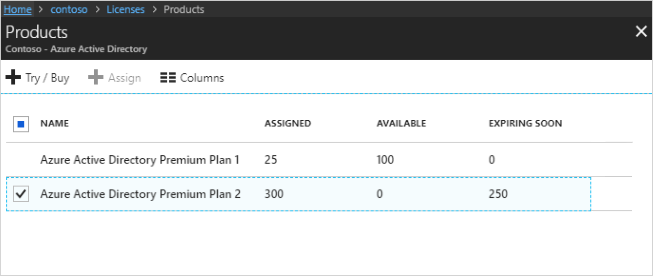 Home > contoso > Licenses > Products
Products
Contoso - Azure Active Directory
Try / Buy Assign Columns
NAME ASSIGNED AVAILABLE EXPIRING SOON
Azure Active Directory Premium Plan 1 25 100 0
Azure Active Directory Premium Plan 2 300 0 250